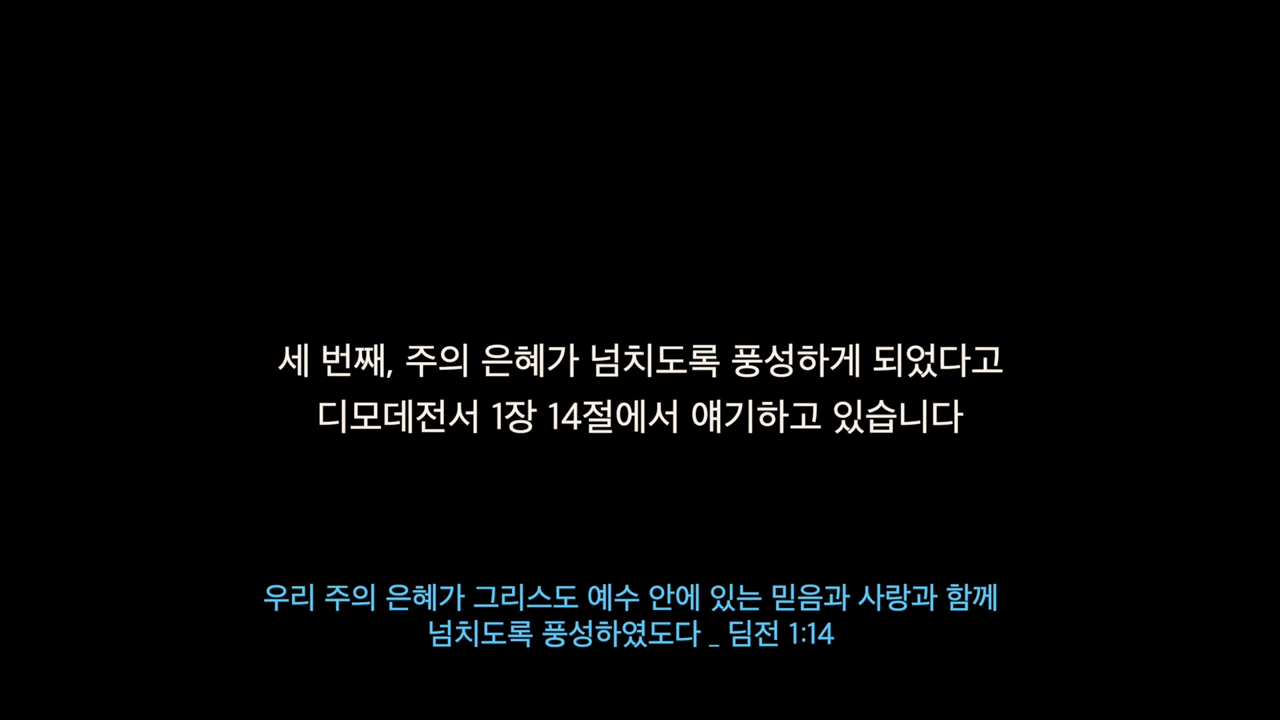 세 번째, 주의 은혜가 넘치도록 풍성하게 되었다고
디모데전서 1장 14절에서 얘기하고 있습니다
우리 주의 은혜가 그리스도 예수 안에 있는 믿음과 사랑과 함께
넘치도록 풍성하였도다 _ 딤전 1:14